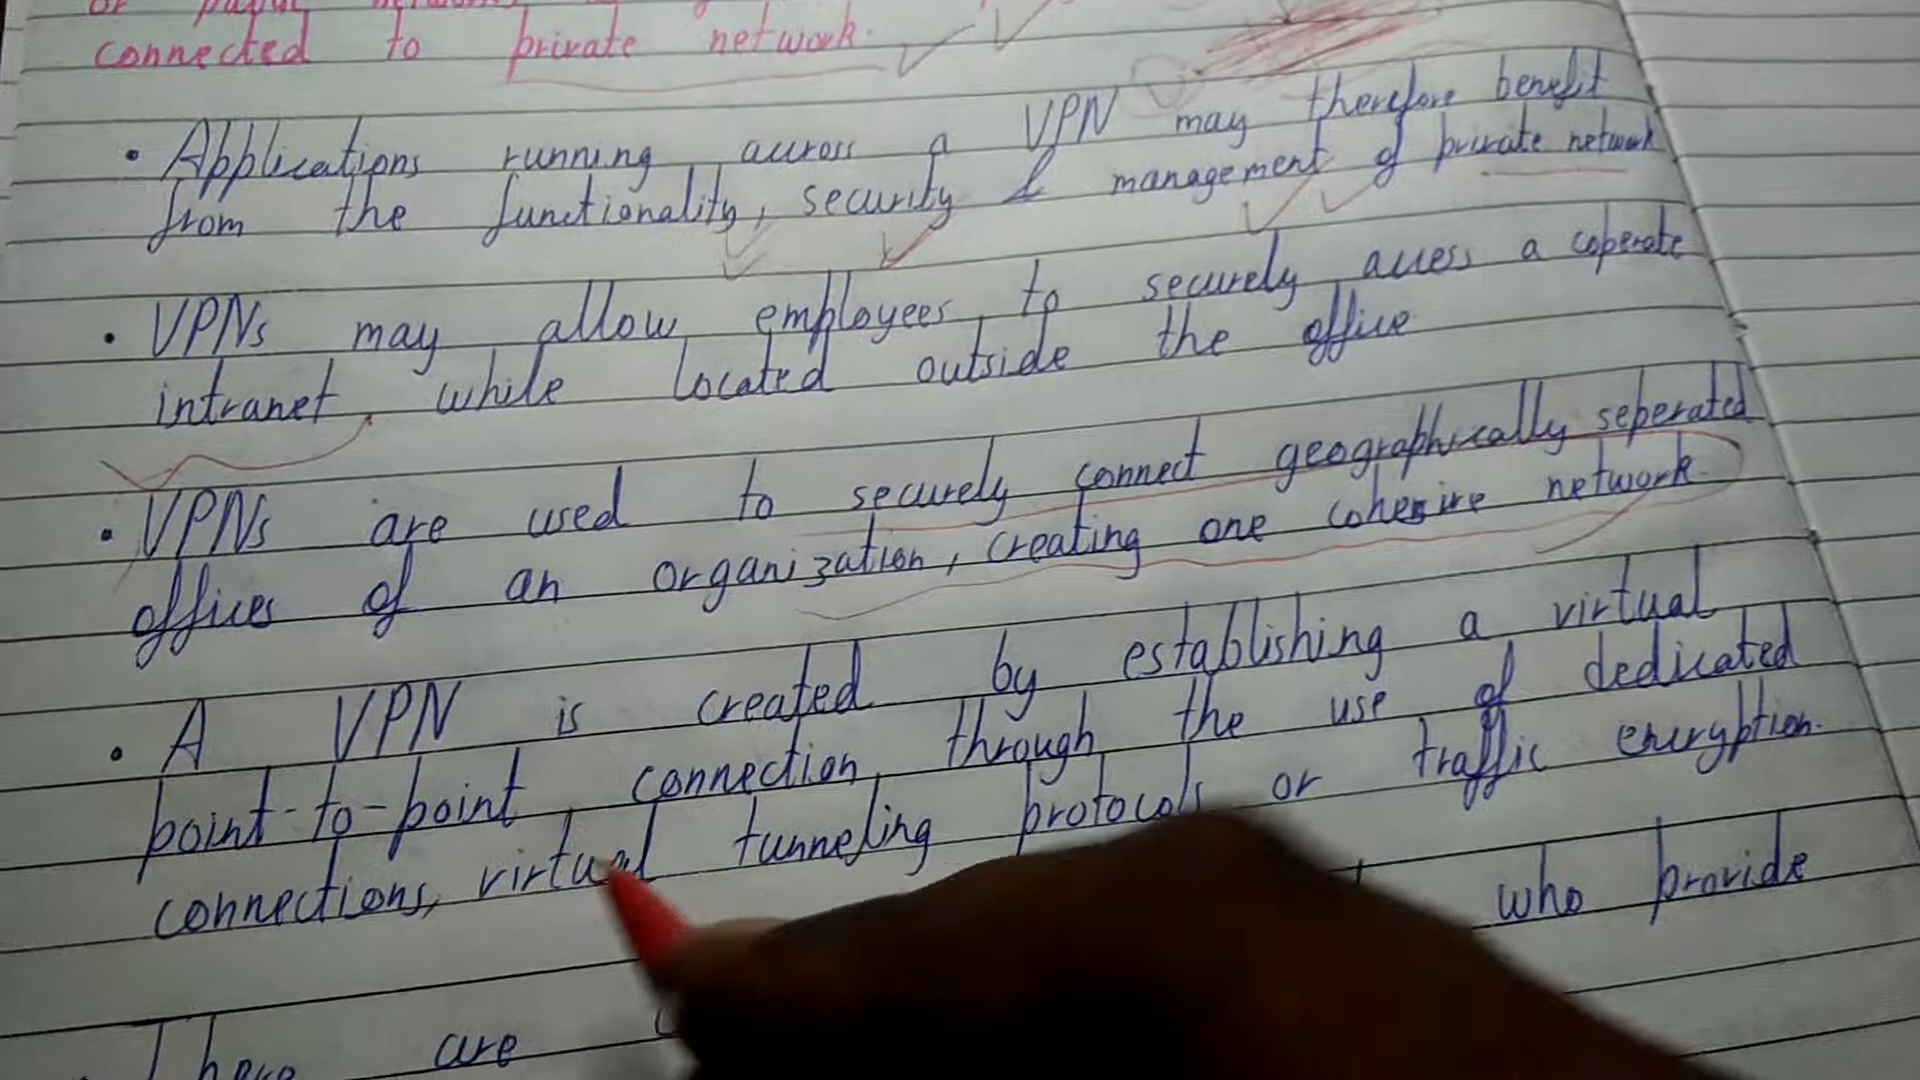 connected to private network.
• Applications running across a VPN may therefore benefit
from the functionality, security & management of private network
• VPNs may allow employees to securely access a coperate
intranet, while located outside the office
• VPNs are used to securely connect geographically seperated
offices of an organization, creating one cohesive network.
• A VPN is created by establishing a virtual
point-to-point connection through the use of dedicated
connections, virtual tunneling protocols or traffic encryption.
who provide
There are